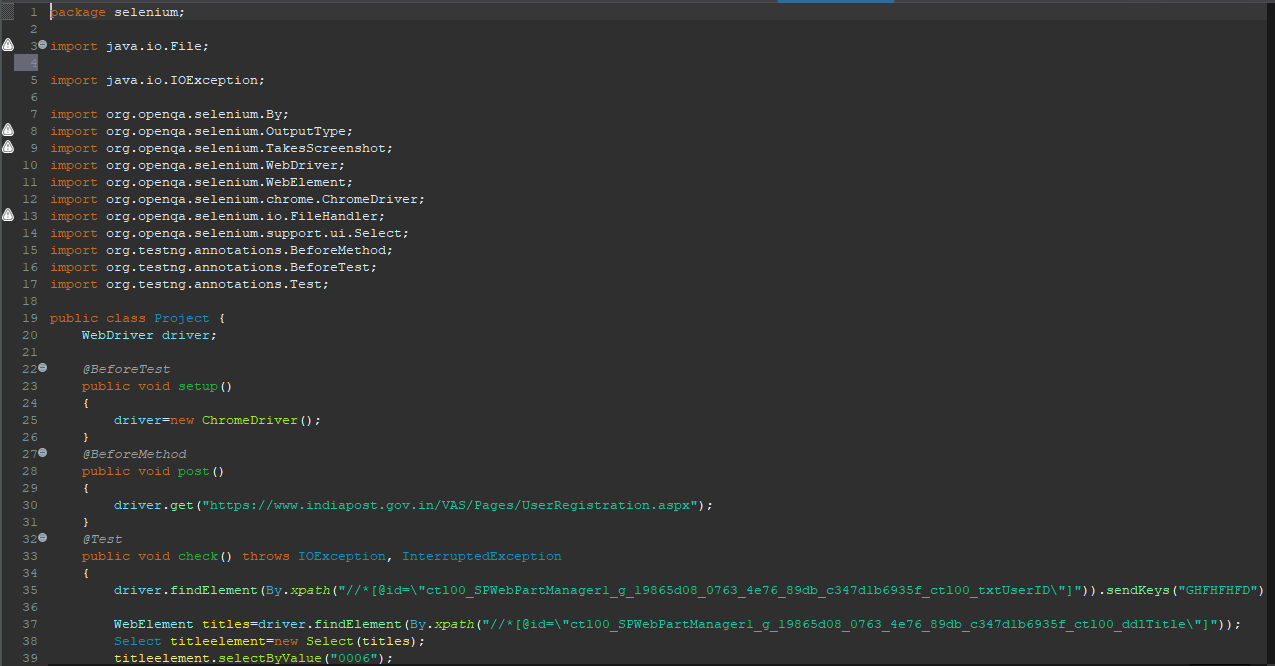 1 package selenium;
2
3 import java.io.File;
4
5 import java.io.IOException;
6
7 import org.openqa.selenium.By;
8 import org.openqa.selenium.OutputType;
9 import org.openqa.selenium.TakesScreenshot;
10 import org.openqa.selenium.WebDriver;
11 import org.openqa.selenium.WebElement;
12 import org.openqa.selenium.chrome.ChromeDriver;
13 import org.openqa.selenium.io.FileHandler;
14 import org.openqa.selenium.support.ui.Select;
15 import org.testng.annotations.BeforeMethod;
16 import org.testng.annotations.BeforeTest;
17 import org.testng.annotations.Test;
18
19 public class Project {
20     WebDriver driver;
21
22     @BeforeTest
23     public void setup()
24     {
25         driver=new ChromeDriver();
26     }
27     @BeforeMethod
28     public void post()
29     {
30         driver.get("https://www.indiapost.gov.in/VAS/Pages/UserRegistration.aspx");
31     }
32     @Test
33     public void check() throws IOException, InterruptedException
34     {
35         driver.findElement(By.xpath("//*[@id=\"ctl00_SPWebPartManager1_g_19865d08_0763_4e76_89db_c347d1b6935f_ctl00_txtUserID\"]")).sendKeys("GHFHFHFD")
36
37         WebElement titles=driver.findElement(By.xpath("//*[@id=\"ctl00_SPWebPartManager1_g_19865d08_0763_4e76_89db_c347d1b6935f_ctl00_ddlTitle\"]"));
38         Select titleelement=new Select(titles);
39         titleelement.selectByValue("0006");